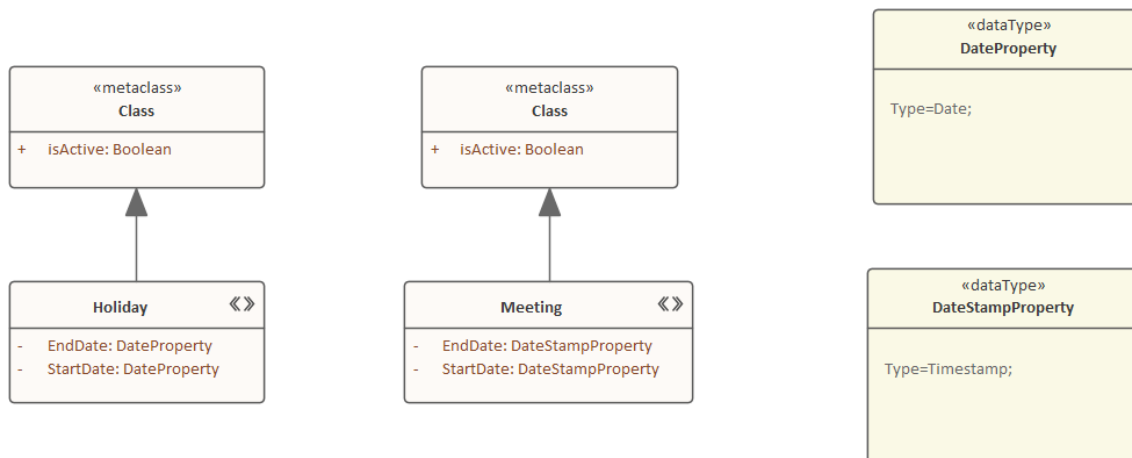 «metaclass»
Class
+ isActive: Boolean
Holiday
- EndDate: DateProperty
- StartDate: DateProperty
«metaclass»
Class
+ isActive: Boolean
Meeting
- EndDate: DateStampProperty
- StartDate: DateStampProperty
«dataType»
DateProperty
Type=Date;
«dataType»
DateStampProperty
Type=Timestamp;